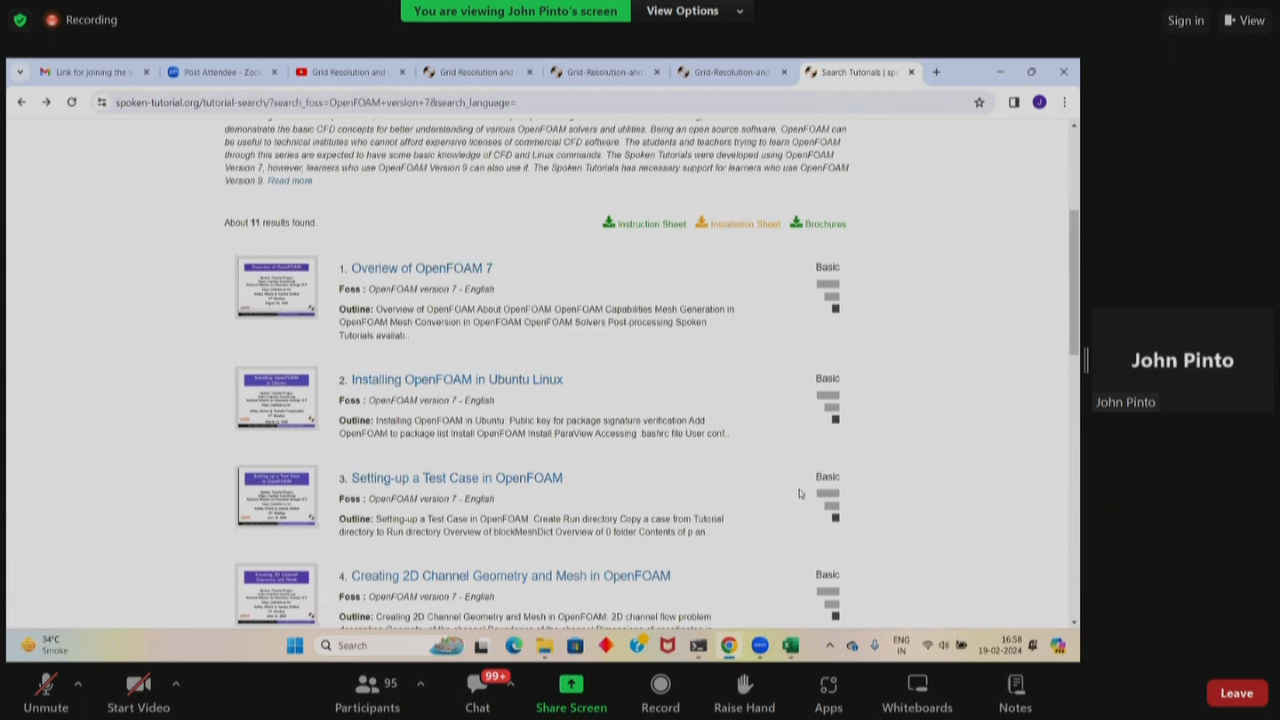 Recording
You are viewing John Pinto's screen
View Options
Sign in
View
Link for joining the w
Post Attendee - Zoo
Grid Resolution and
Grid Resolution and
Grid-Resolution-and
Grid-Resolution-and
Search Tutorials | spo
spoken-tutorial.org/tutorial-search/?search_foss=OpenFOAM+version+7&search_language=
demonstrate the basic CFD concepts for better understanding of various OpenFOAM solvers and utilities. Being an open source software, OpenFOAM can
be useful to technical institutes who cannot afford expensive licenses of commercial CFD software. The students and teachers trying to learn OpenFOAM
through this series are expected to have some basic knowledge of CFD and Linux commands. The Spoken Tutorials were developed using OpenFOAM
Version 7, however, learners who use OpenFOAM Version 9 can also use it. The Spoken Tutorials has necessary support for learners who use OpenFOAM
Version 9. Read more
About 11 results found.
Instruction Sheet
Installation Sheet
Brochures
1. Overiew of OpenFOAM 7
Basic
Foss : OpenFOAM version 7 - English
Outline: Overview of OpenFOAM About OpenFOAM OpenFOAM Capabilities Mesh Generation in
OpenFOAM Mesh Conversion in OpenFOAM OpenFOAM Solvers Post-processing Spoken
Tutorials availab..
2. Installing OpenFOAM in Ubuntu Linux
Basic
Foss : OpenFOAM version 7 - English
Outline: Installing OpenFOAM in Ubuntu: Public key for package signature verification Add
OpenFOAM to package list Install OpenFOAM Install ParaView Accessing .bashrc file User conf..
3. Setting-up a Test Case in OpenFOAM
Basic
Foss : OpenFOAM version 7 - English
Outline: Setting-up a Test Case in OpenFOAM: Create Run directory Copy a case from Tutorial
directory to Run directory Overview of blockMeshDict Overview of 0 folder Contents of p an
4. Creating 2D Channel Geometry and Mesh in OpenFOAM
Basic
Foss : OpenFOAM version 7 - English
Outline: Creating 2D Channel Geometry and Mesh in OpenFOAM: 2D channel flow problem
John Pinto
John Pinto
34°C
Smoke
Search
ENG
IN
16:58
19-02-2024
Unmute
Start Video
95
Participants
99+
Chat
Share Screen
Record
Raise Hand
Apps
Whiteboards
Notes
Leave